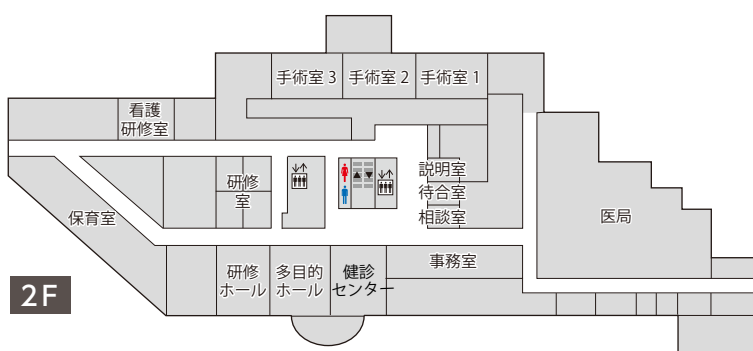 手術室 3
手術室 2
手術室 1
看護
研修室
説明室
研修
室
待合室
相談室
保育室
医局
研修
ホール
多目的
ホール
健診
センター
事務室
2F